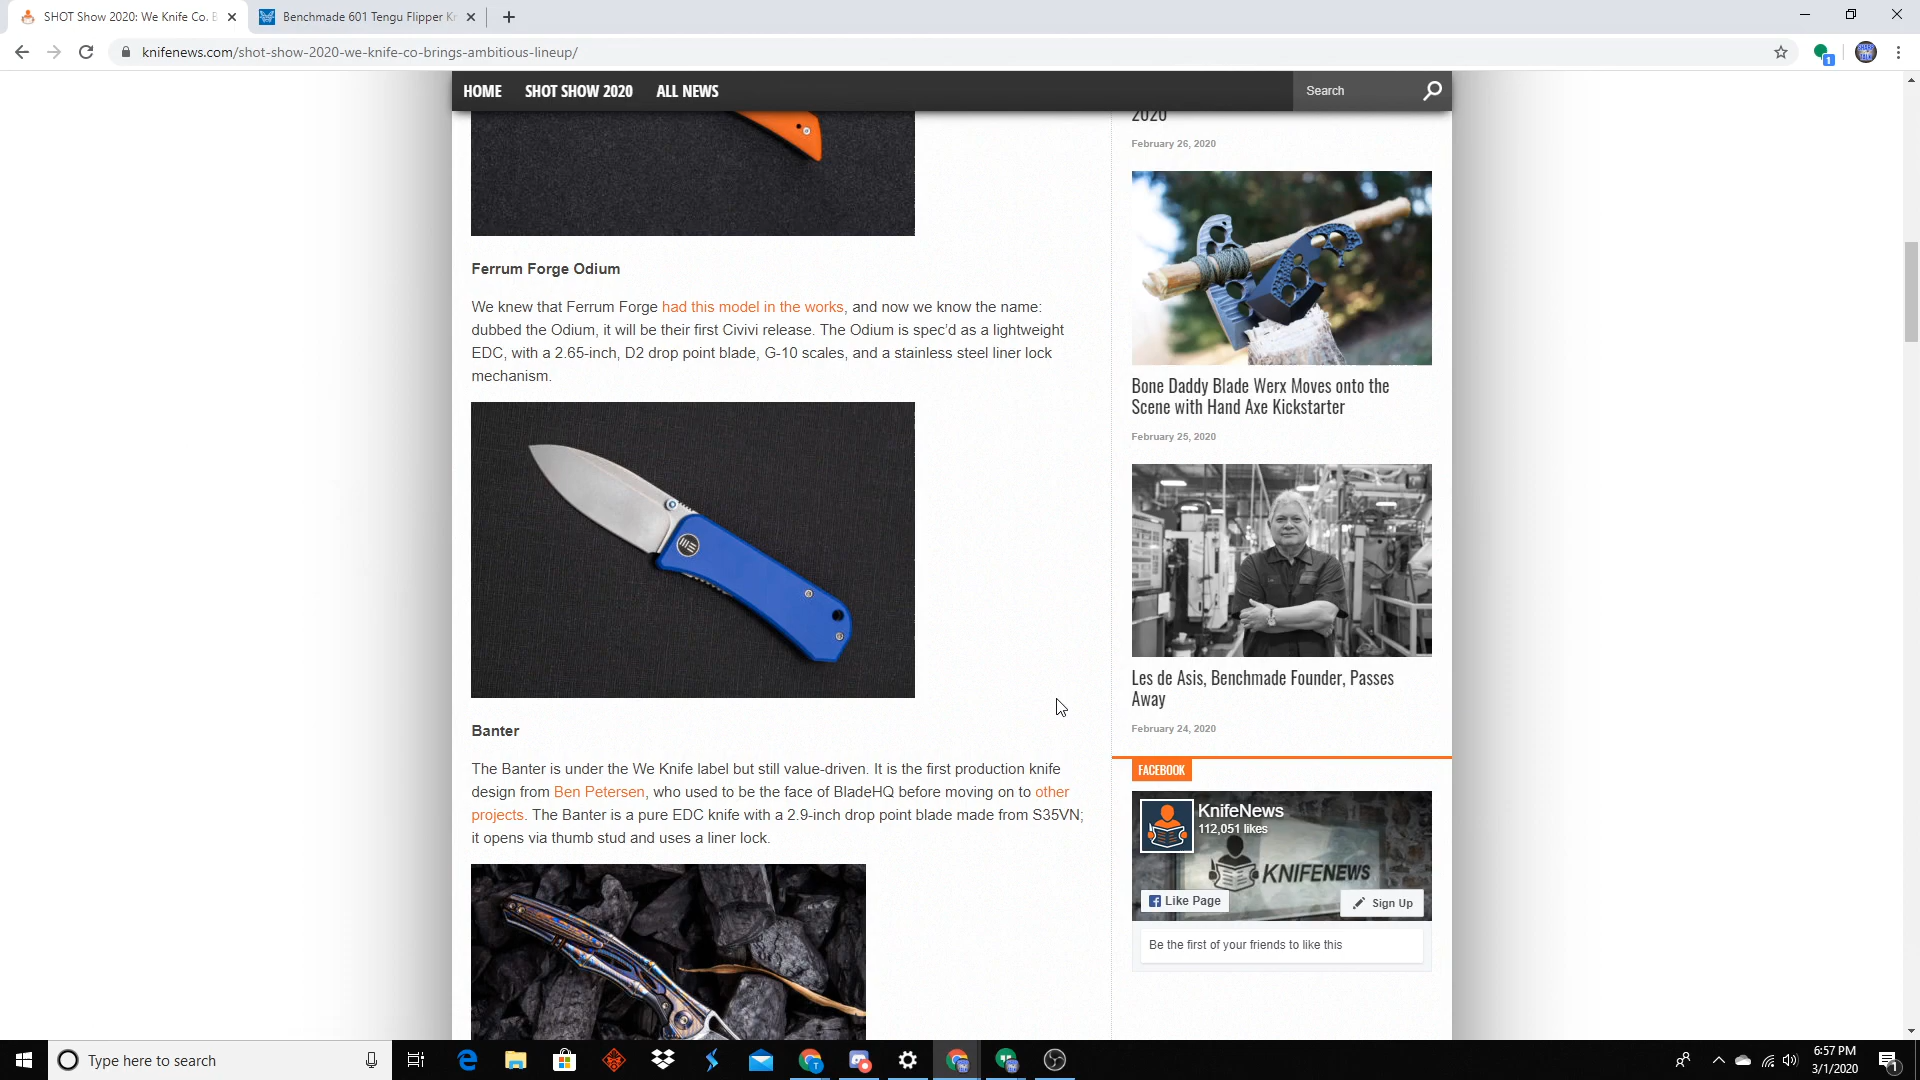 SHOT Show 2020: We Knife Co. B
Benchmade 601 Tengu Flipper Kn
knifenews.com/shot-show-2020-we-knife-co-brings-ambitious-lineup/
1
HOME SHOT SHOW 2020 ALL NEWS
Search
2020
February 26, 2020
Ferrum Forge Odium
We knew that Ferrum Forge had this model in the works, and now we know the name:
dubbed the Odium, it will be their first Civivi release. The Odium is spec’d as a lightweight
EDC, with a 2.65-inch, D2 drop point blade, G-10 scales, and a stainless steel liner lock
mechanism.
Banter
The Banter is under the We Knife label but still value-driven. It is the first production knife
design from Ben Petersen, who used to be the face of BladeHQ before moving on to other
projects. The Banter is a pure EDC knife with a 2.9-inch drop point blade made from S35VN;
it opens via thumb stud and uses a liner lock.
Bone Daddy Blade Werx Moves onto the
Scene with Hand Axe Kickstarter
February 25, 2020
Les de Asis, Benchmade Founder, Passes
Away
February 24, 2020
FACEBOOK
KnifeNews
112,051 likes
KNIFENEWS
Like Page
Sign Up
Be the first of your friends to like this
Type here to search
6:57 PM
3/1/2020
1